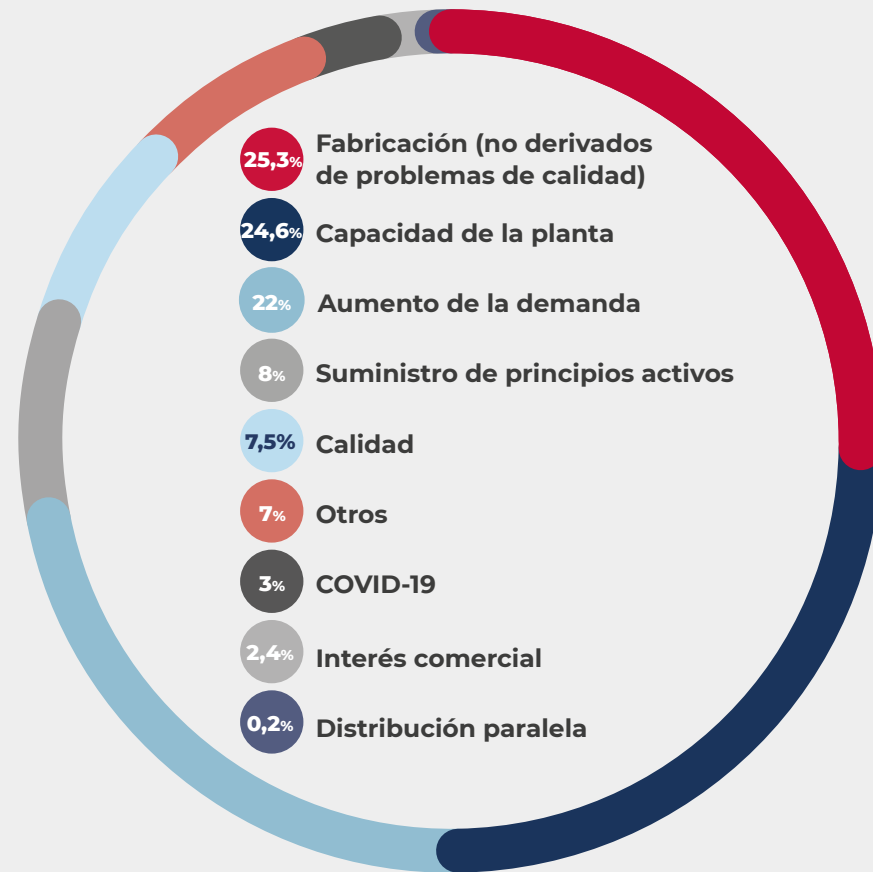 25,3% Fabricación (no derivados
de problemas de calidad)
24,6% Capacidad de la planta
22% Aumento de la demanda
8% Suministro de principios activos
7,5% Calidad
7% Otros
3% COVID-19
2,4% Interés comercial
0,2% Distribución paralela